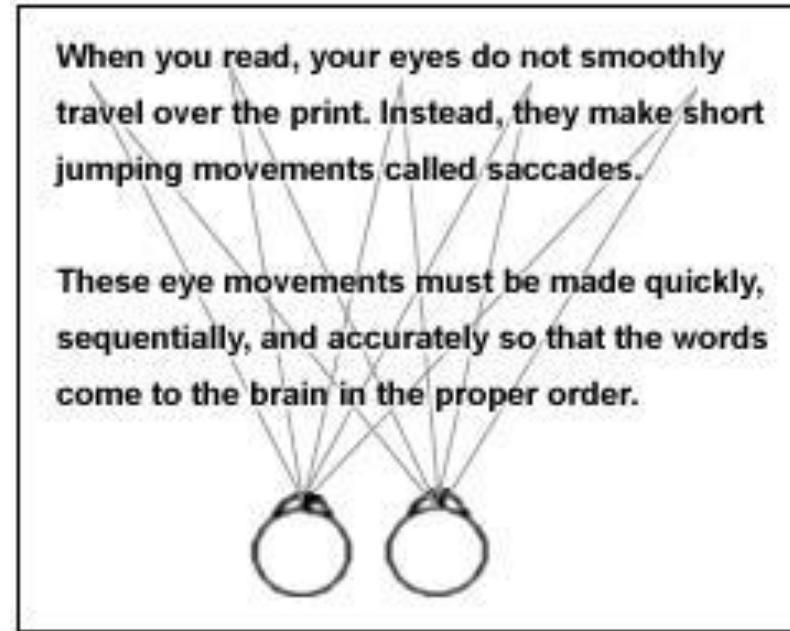 When you read, your eyes do not smoothly
travel over the print. Instead, they make short
jumping movements called saccades.
These eye movements must be made quickly,
sequentially, and accurately so that the words
come to the brain in the proper order.